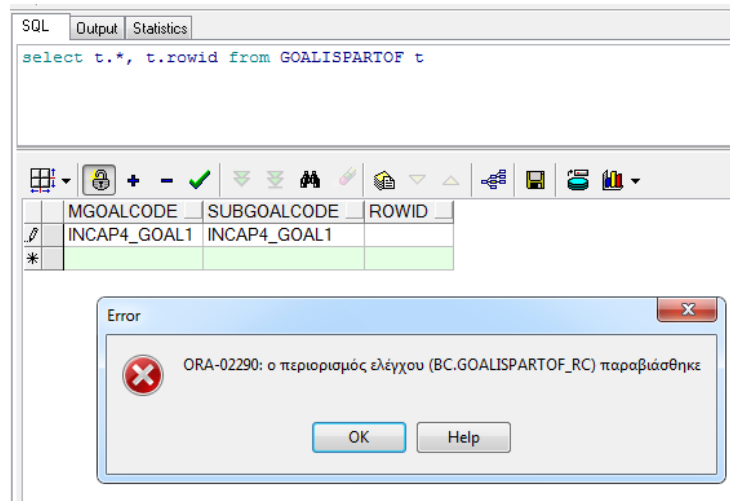 SQL Output Statistics
select t.*, t.rowid from GOALISPARTOF t
MGOALCODE SUBGOALCODE ROWID
INCAP4_GOAL1 INCAP4_GOAL1
Error
ORA-02290: ο περιορισμός ελέγχου (BC.GOALISPARTOF_RC) παραβιάσθηκε
OK Help